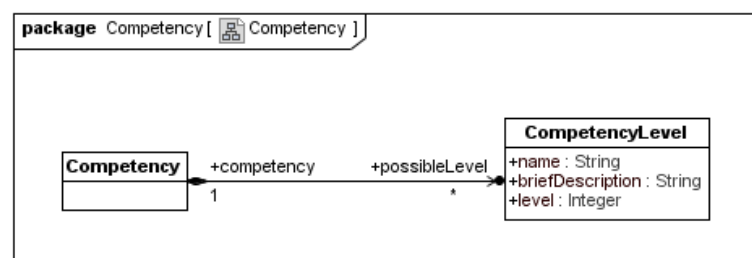 package Competency [ Competency ]
CompetencyLevel
+name : String
+briefDescription : String
+level : Integer
Competency
+competency
+possibleLevel
1
*